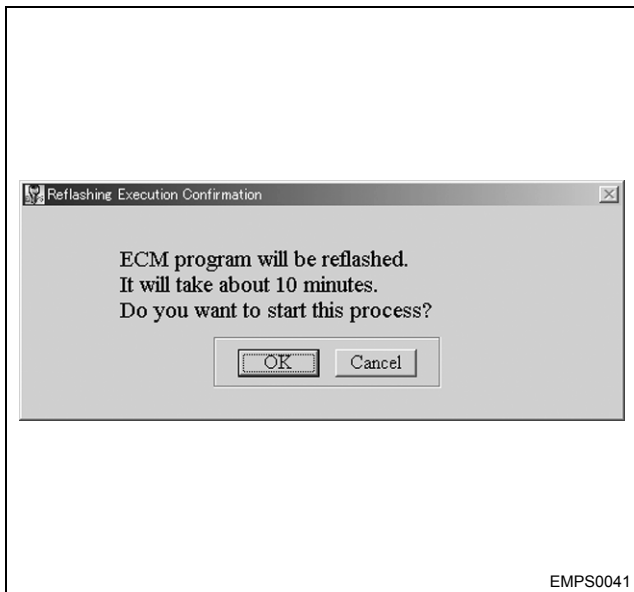 Reflashing Execution Confirmation
ECM program will be reflashed.
It will take about 10 minutes.
Do you want to start this process?
OK Cancel
EMPS0041